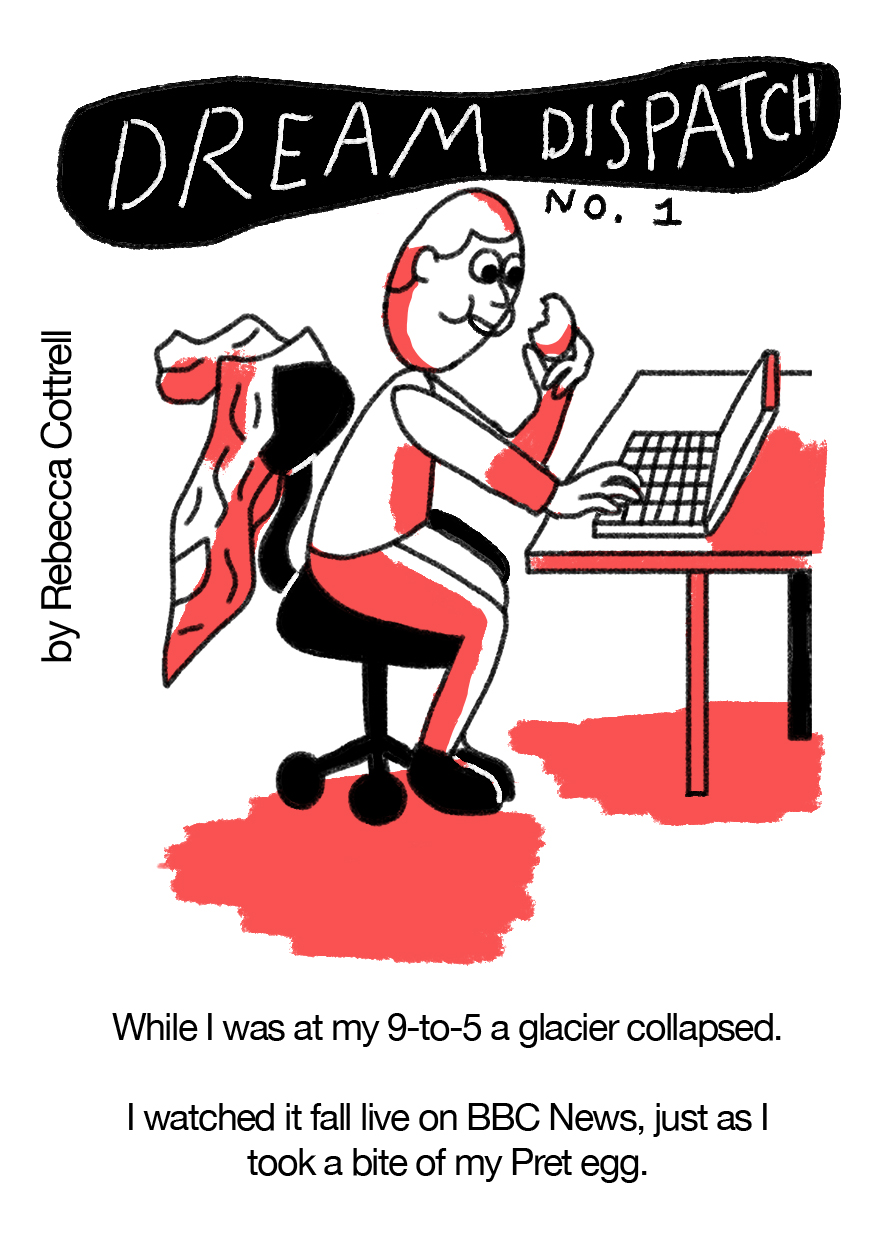 DREAM DISPATCH
NO. 1
by Rebecca Cottrell
While I was at my 9-to-5 a glacier collapsed.
I watched it fall live on BBC News, just as I
took a bite of my Pret egg.